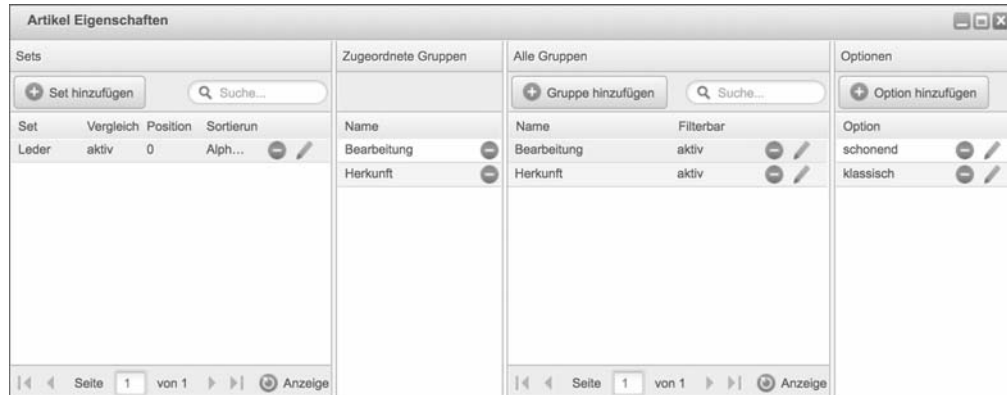 Artikel Eigenschaften
Sets
Zugeordnete Gruppen
Alle Gruppen
Optionen
Set hinzufügen
Suche...
Gruppe hinzufügen
Suche...
Option hinzufügen
Set Vergleich Position Sortierun
Name
Name Filterbar
Option
Leder aktiv 0 Alph...
Bearbeitung
Bearbeitung aktiv
schonend
Herkunft
Herkunft aktiv
klassisch
Seite 1 von 1 Anzeige
Seite 1 von 1 Anzeige